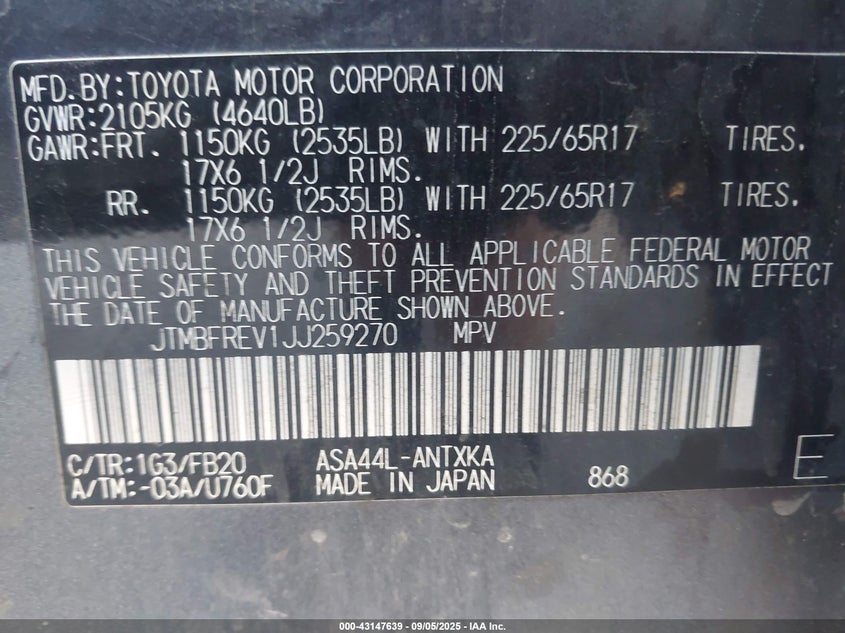 MFD.BY:TOYOTA MOTOR CORPORATION
GVWR:2105KG (4640LB)
GAWR:FRT. 1150KG (2535LB) WITH 225/65R17 TIRES.
17X6 1/2J RIMS.
RR. 1150KG (2535LB) WITH 225/65R17 TIRES.
17X6 1/2J RIMS.
THIS VEHICLE CONFORMS TO ALL APPLICABLE FEDERAL MOTOR
VEHICLE SAFETY AND THEFT PREVENTION STANDARDS IN EFFECT
THE DATE OF MANUFACTURE SHOWN ABOVE.
JTMBFREV1JJ259270 MPV
C/TR:1G3/FB20 ASA44L-ANTXKA
A/TM:-03A/U760F MADE IN JAPAN 868 E
000-43147639 - 09/05/2025 - IAA Inc.